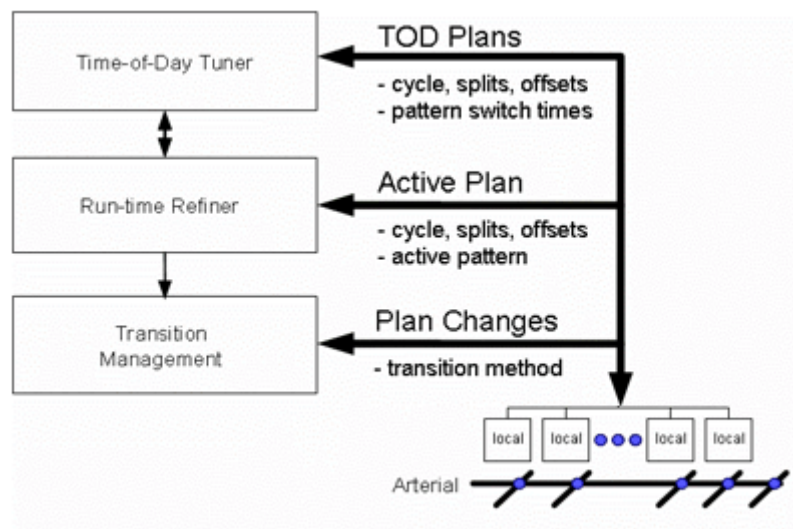 Time-of-Day Tuner
TOD Plans
- cycle, splits, offsets
- pattern switch times
Run-time Refiner
Active Plan
- cycle, splits, offsets
- active pattern
Transition
Management
Plan Changes
- transition method
local
local
local
local
Arterial